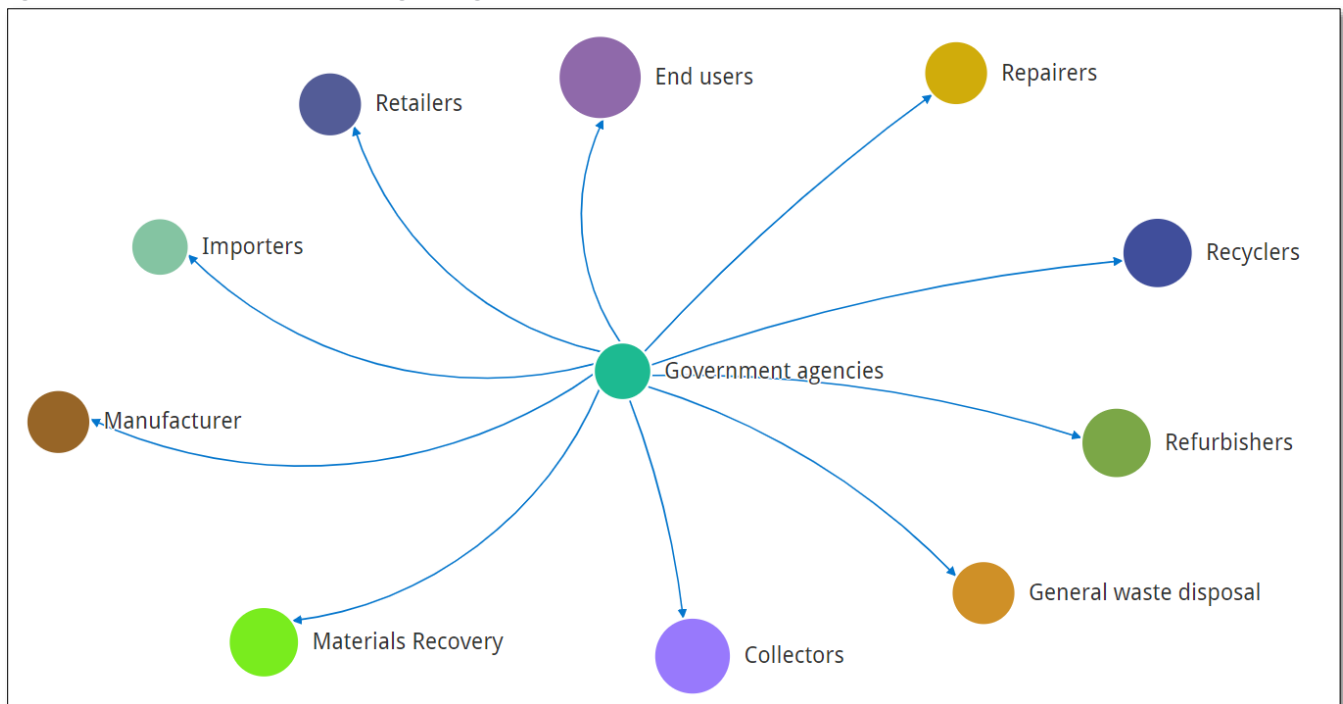 End users
Repairers
Retailers
Importers
Recyclers
Government agencies
Manufacturer
Refurbishers
General waste disposal
Materials Recovery
Collectors